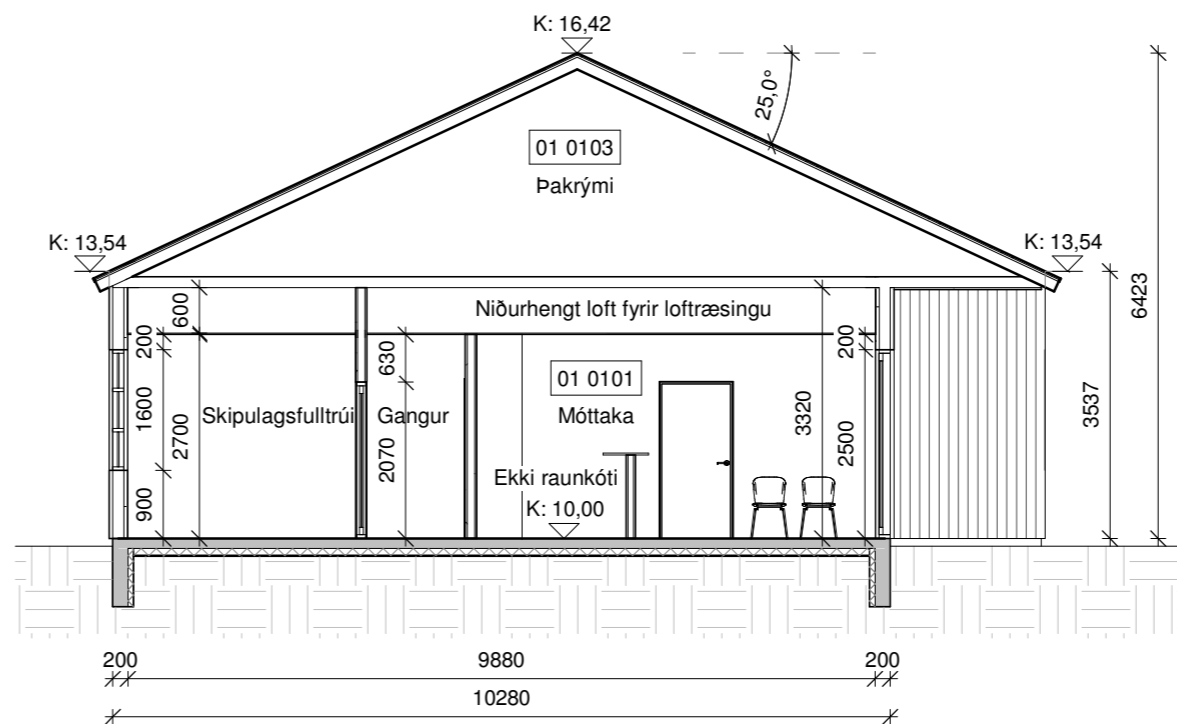 K: 16,42
25,0°
01 0103
Þakrými
K: 13,54
K: 13,54
6423
600
Niðurhengt loft fyrir loftræsingu
200
630
200
01 0101
3537
1600
2700
Skipulagsfulltrúi
Gangur
Móttaka
3320
2500
2070
Ekki raunkóti
900
K: 10,00
200
9880
200
10280